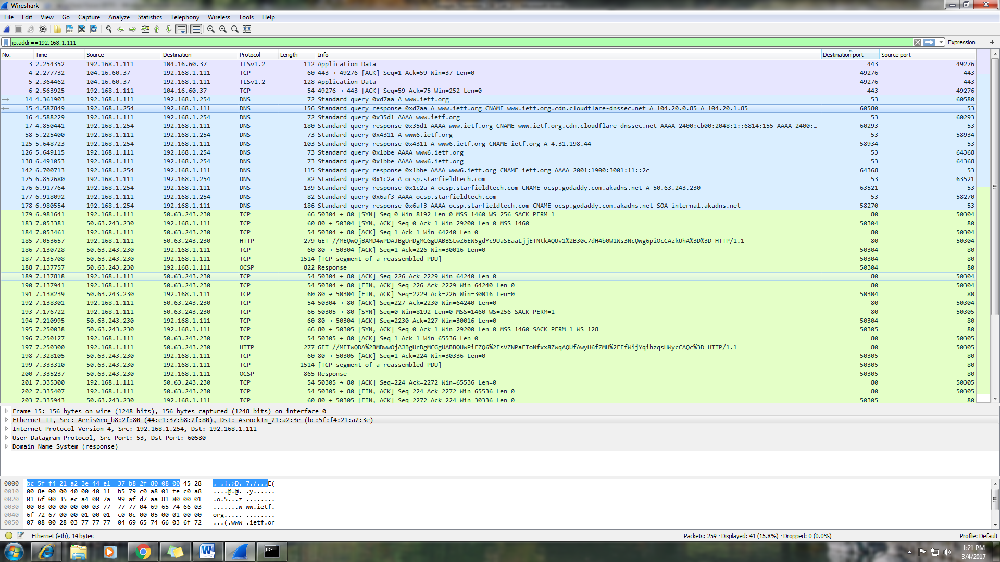 Wireshark
File Edit View Go Capture Analyze Statistics Telephony Wireless Tools Help
ip.addr==192.168.1.111 Expression... +
No. Time Source Destination Protocol Length Info Destination port Source port
3 2.254352 192.168.1.111 104.16.60.37 TLSv1.2 112 Application Data 443 49276
4 2.277732 104.16.60.37 192.168.1.111 TCP 60 443 → 49276 [ACK] Seq=1 Ack=59 Win=37 Len=0 49276 443
5 2.364462 104.16.60.37 192.168.1.111 TLSv1.2 128 Application Data 49276 443
6 2.563925 192.168.1.111 104.16.60.37 TCP 54 49276 → 443 [ACK] Seq=59 Ack=75 Win=252 Len=0 443 49276
14 4.361903 192.168.1.111 192.168.1.254 DNS 72 Standard query 0xd7aa A www.ietf.org 53 60580
15 4.587849 192.168.1.254 192.168.1.111 DNS 156 Standard query response 0xd7aa A www.ietf.org CNAME www.ietf.org.cdn.cloudflare-dnssec.net A 104.20.0.85 A 104.20.1.85 60580 53
16 4.588229 192.168.1.111 192.168.1.254 DNS 72 Standard query 0x35d1 AAAA www.ietf.org 53 60293
17 4.850441 192.168.1.254 192.168.1.111 DNS 180 Standard query response 0x35d1 AAAA www.ietf.org CNAME www.ietf.org.cdn.cloudflare-dnssec.net AAAA 2400:cb00:2048:1::6814:155 AAAA 2400:… 60293 53
58 5.225400 192.168.1.111 192.168.1.254 DNS 73 Standard query 0x4311 A www6.ietf.org 53 58934
125 5.648723 192.168.1.254 192.168.1.111 DNS 103 Standard query response 0x4311 A www6.ietf.org CNAME ietf.org A 4.31.198.44 58934 53
126 5.649115 192.168.1.111 192.168.1.254 DNS 73 Standard query 0x1bbe AAAA www6.ietf.org 53 64368
138 6.491053 192.168.1.111 192.168.1.254 DNS 73 Standard query 0x1bbe AAAA www6.ietf.org 53 64368
142 6.700713 192.168.1.254 192.168.1.111 DNS 115 Standard query response 0x1bbe AAAA www6.ietf.org CNAME ietf.org AAAA 2001:1900:3001:11::2c 64368 53
175 6.852680 192.168.1.111 192.168.1.254 DNS 82 Standard query 0x1c2a A ocsp.starfieldtech.com 53 63521
176 6.917764 192.168.1.254 192.168.1.111 DNS 139 Standard query response 0x1c2a A ocsp.starfieldtech.com CNAME ocsp.godaddy.com.akadns.net A 50.63.243.230 63521 53
177 6.918092 192.168.1.111 192.168.1.254 DNS 82 Standard query 0x6af3 AAAA ocsp.starfieldtech.com 53 58270
178 6.980554 192.168.1.254 192.168.1.111 DNS 186 Standard query response 0x6af3 AAAA ocsp.starfieldtech.com CNAME ocsp.godaddy.com.akadns.net SOA internal.akadns.net 58270 53
179 6.981641 192.168.1.111 50.63.243.230 TCP 66 50304 → 80 [SYN] Seq=0 Win=8192 Len=0 MSS=1460 WS=256 SACK_PERM=1 80 50304
183 7.053381 50.63.243.230 192.168.1.111 TCP 60 80 → 50304 [SYN, ACK] Seq=0 Ack=1 Win=29200 Len=0 MSS=1460 50304 80
184 7.053461 192.168.1.111 50.63.243.230 TCP 54 50304 → 80 [ACK] Seq=1 Ack=1 Win=64240 Len=0 80 50304
185 7.053657 192.168.1.111 50.63.243.230 HTTP 279 GET //MEQwQjBAMD4wPDAJBgUrDgMCGgUABBSLwZ6EW5gdYc9UaSEaaLjjETNtkAQUv1%2B30c7dH4b0W1Ws3NcQwg6piOcCAzkUhA%3D%3D HTTP/1.1 80 50304
186 7.130728 50.63.243.230 192.168.1.111 TCP 60 80 → 50304 [ACK] Seq=1 Ack=226 Win=30016 Len=0 50304 80
187 7.135708 50.63.243.230 192.168.1.111 TCP 1514 [TCP segment of a reassembled PDU] 50304 80
188 7.137757 50.63.243.230 192.168.1.111 OCSP 822 Response 50304 80
189 7.137818 192.168.1.111 50.63.243.230 TCP 54 50304 → 80 [ACK] Seq=226 Ack=2229 Win=64240 Len=0 80 50304
190 7.137941 192.168.1.111 50.63.243.230 TCP 54 50304 → 80 [FIN, ACK] Seq=226 Ack=2229 Win=64240 Len=0 80 50304
191 7.138239 50.63.243.230 192.168.1.111 TCP 60 80 → 50304 [FIN, ACK] Seq=2229 Ack=226 Win=30016 Len=0 50304 80
192 7.138301 192.168.1.111 50.63.243.230 TCP 54 50304 → 80 [ACK] Seq=227 Ack=2230 Win=64240 Len=0 80 50304
193 7.176722 192.168.1.111 50.63.243.230 TCP 66 50305 → 80 [SYN] Seq=0 Win=8192 Len=0 MSS=1460 WS=256 SACK_PERM=1 80 50305
194 7.210995 50.63.243.230 192.168.1.111 TCP 60 80 → 50304 [ACK] Seq=2230 Ack=227 Win=30016 Len=0 50304 80
195 7.250038 50.63.243.230 192.168.1.111 TCP 66 80 → 50305 [SYN, ACK] Seq=0 Ack=1 Win=29200 Len=0 MSS=1460 SACK_PERM=1 WS=128 50305 80
196 7.250127 192.168.1.111 50.63.243.230 TCP 54 50305 → 80 [ACK] Seq=1 Ack=1 Win=65536 Len=0 80 50305
197 7.250300 192.168.1.111 50.63.243.230 HTTP 277 GET //MEIwQDA%2BMDwwOjAJBgUrDgMCGgUABBQUwPiEZQ6%2FsVZNPaFToNfxx8ZwqAQUfAwyH6fZMH%2FEfWijYqihzqsHWycCAQc%3D HTTP/1.1 80 50305
198 7.328105 50.63.243.230 192.168.1.111 TCP 60 80 → 50305 [ACK] Seq=1 Ack=224 Win=30336 Len=0 50305 80
199 7.333310 50.63.243.230 192.168.1.111 TCP 1514 [TCP segment of a reassembled PDU] 50305 80
200 7.335237 50.63.243.230 192.168.1.111 OCSP 865 Response 50305 80
201 7.335300 192.168.1.111 50.63.243.230 TCP 54 50305 → 80 [ACK] Seq=224 Ack=2272 Win=65536 Len=0 80 50305
202 7.335407 192.168.1.111 50.63.243.230 TCP 54 50305 → 80 [FIN, ACK] Seq=224 Ack=2272 Win=65536 Len=0 80 50305
203 7.335943 50.63.243.230 192.168.1.111 TCP 60 80 → 50305 [FIN, ACK] Seq=2272 Ack=224 Win=30336 Len=0 50305 80
Frame 15: 156 bytes on wire (1248 bits), 156 bytes captured (1248 bits) on interface 0
Ethernet II, Src: ArrisGro_b8:2f:80 (44:e1:37:b8:2f:80), Dst: AsrockIn_21:a2:3e (bc:5f:f4:21:a2:3e)
Internet Protocol Version 4, Src: 192.168.1.254, Dst: 192.168.1.111
User Datagram Protocol, Src Port: 53, Dst Port: 60580
Domain Name System (response)
0000 bc 5f f4 21 a2 3e 44 e1 37 b8 2f 80 08 00 45 28 ._.!.>D. 7./...E(
0010 00 8e 00 00 40 00 40 11 b5 79 c0 a8 01 fe c0 a8 ....@.@. .y......
0020 01 6f 00 35 ec a4 00 7a 99 af d7 aa 81 80 00 01 .o.5...z ........
0030 00 03 00 00 00 00 03 77 77 77 04 69 65 74 66 03 .......w ww.ietf.
0040 6f 72 67 00 00 01 00 01 c0 0c 00 05 00 01 00 00 org..... ........
0050 07 08 00 28 03 77 77 77 04 69 65 74 66 03 6f 72 ...(.www .ietf.or
Ethernet (eth), 14 bytes Packets: 259 · Displayed: 41 (15.8%) · Dropped: 0 (0.0%) Profile: Default
1:21 PM
3/4/2017